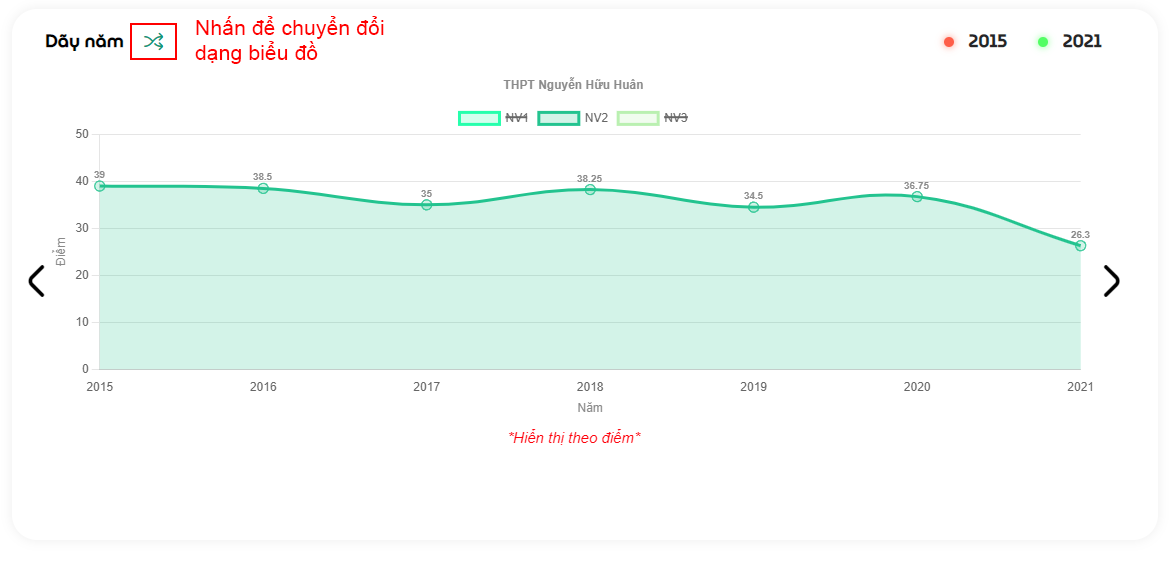 Dãy năm
Nhấn để chuyển đổi
dạng biểu đồ
2015 2021
THPT Nguyễn Hữu Huân
NV1 NV2 NV3
50
40
30
20
10
0
Điểm
39 38.5 35 38.25 34.5 36.75 26.3
2015 2016 2017 2018 2019 2020 2021
Năm
*Hiển thị theo điểm*